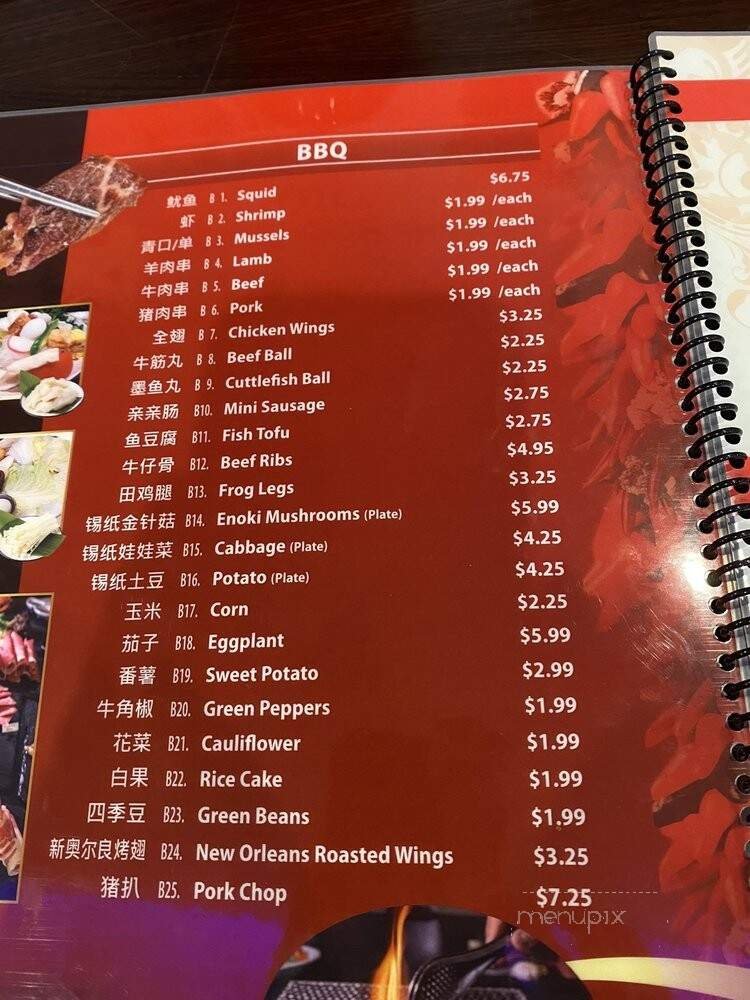 BBQ
鱿鱼 B 1. Squid $6.75
虾 B 2. Shrimp $1.99 /each
青口/单 B 3. Mussels $1.99 /each
羊肉串 B 4. Lamb $1.99 /each
牛肉串 B 5. Beef $1.99 /each
猪肉串 B 6. Pork $1.99 /each
全翅 B 7. Chicken Wings $3.25
牛筋丸 B 8. Beef Ball $2.25
墨鱼丸 B 9. Cuttlefish Ball $2.25
亲亲肠 B10. Mini Sausage $2.75
鱼豆腐 B11. Fish Tofu $2.75
牛仔骨 B12. Beef Ribs $4.95
田鸡腿 B13. Frog Legs $3.25
锡纸金针菇 B14. Enoki Mushrooms (Plate) $5.99
锡纸娃娃菜 B15. Cabbage (Plate) $4.25
锡纸土豆 B16. Potato (Plate) $4.25
玉米 B17. Corn $2.25
茄子 B18. Eggplant $5.99
番薯 B19. Sweet Potato $2.99
牛角椒 B20. Green Peppers $1.99
花菜 B21. Cauliflower $1.99
白果 B22. Rice Cake $1.99
四季豆 B23. Green Beans $1.99
新奥尔良烤翅 B24. New Orleans Roasted Wings $3.25
猪扒 B25. Pork Chop $7.25
menupix